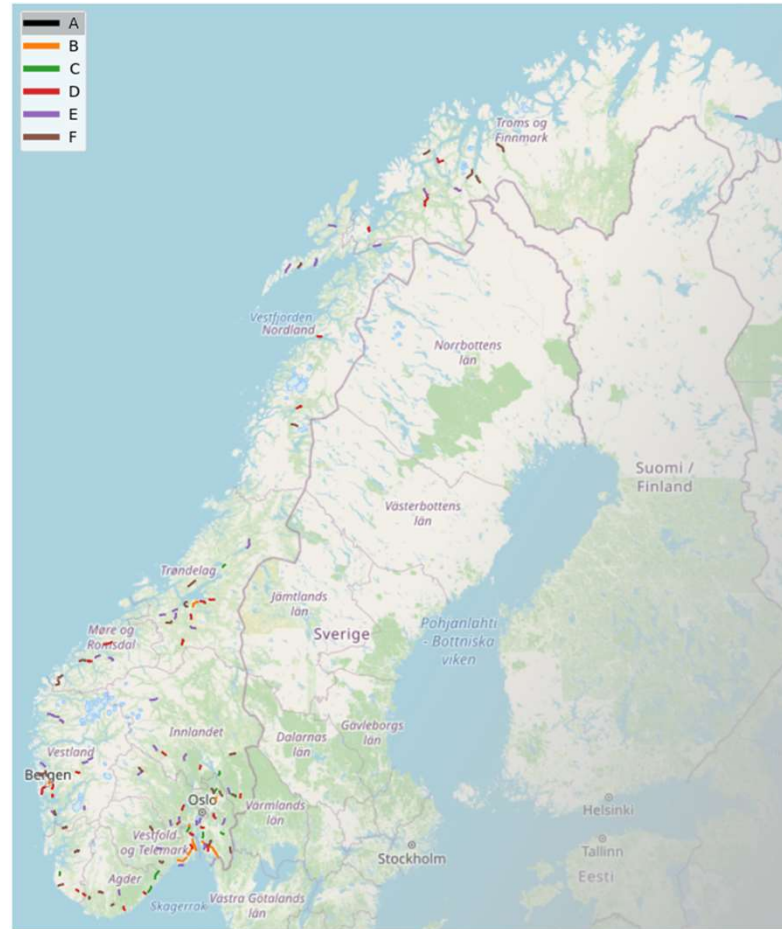 A
B
C
D
E
F
Troms og
Finnmark
Vestfjorden
Nordland
Norrbottens
län
Suomi /
Finland
Västerbottens
län
Trøndelag
Jämtlands
län
Sverige
Pohjanlahti
- Bottniska
viken
Møre og
Romsdal
Innlandet
Dalarnas
län
Gävleborgs
län
Vestland
Bergen
Oslo
Värmlands
län
Helsinki
Tallinn
Eesti
Stockholm
Vestfold
og Telemark
Agder
Skagerrak
Västra Götalands
län